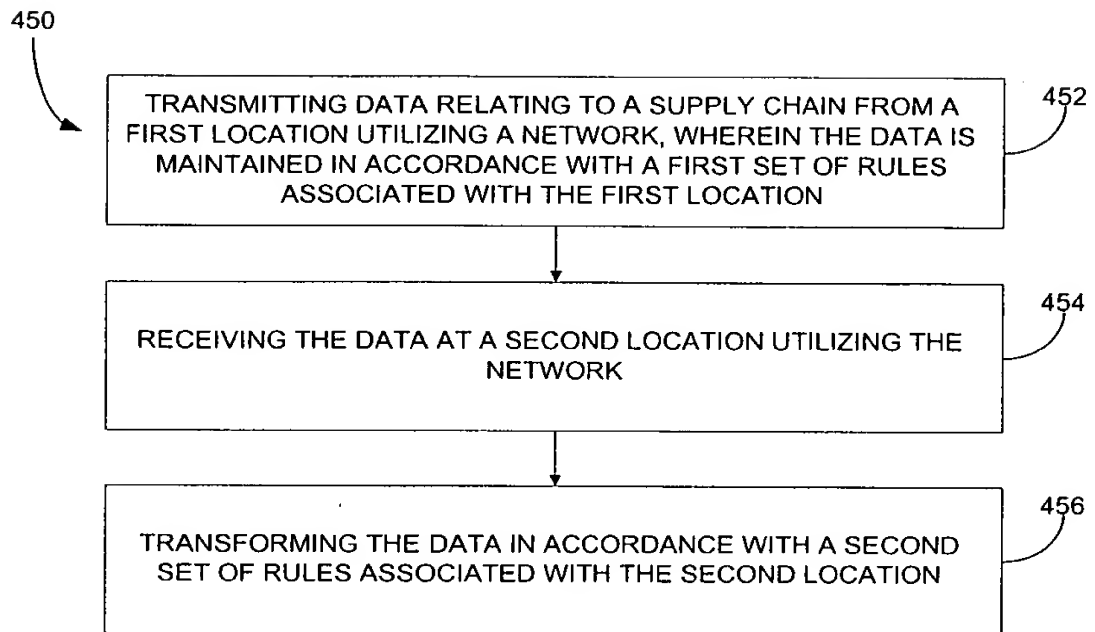 450
TRANSMITTING DATA RELATING TO A SUPPLY CHAIN FROM A
FIRST LOCATION UTILIZING A NETWORK, WHEREIN THE DATA IS
MAINTAINED IN ACCORDANCE WITH A FIRST SET OF RULES
ASSOCIATED WITH THE FIRST LOCATION
452
RECEIVING THE DATA AT A SECOND LOCATION UTILIZING THE
NETWORK
454
TRANSFORMING THE DATA IN ACCORDANCE WITH A SECOND
SET OF RULES ASSOCIATED WITH THE SECOND LOCATION
456